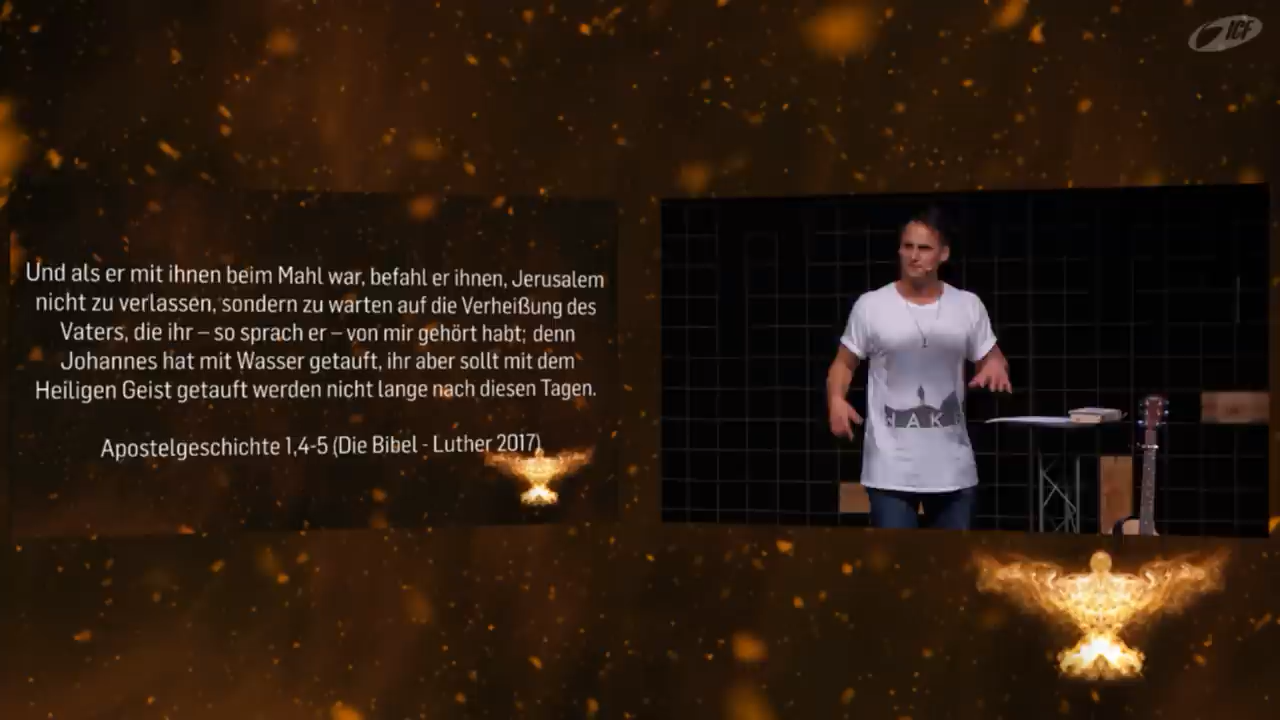 ICF
Und als er mit ihnen beim Mahl war, befahl er ihnen, Jerusalem
nicht zu verlassen, sondern zu warten auf die Verheißung des
Vaters, die ihr – so sprach er – von mir gehört habt; denn
Johannes hat mit Wasser getauft, ihr aber sollt mit dem
Heiligen Geist getauft werden nicht lange nach diesen Tagen.
Apostelgeschichte 1,4-5 (Die Bibel - Luther 2017)